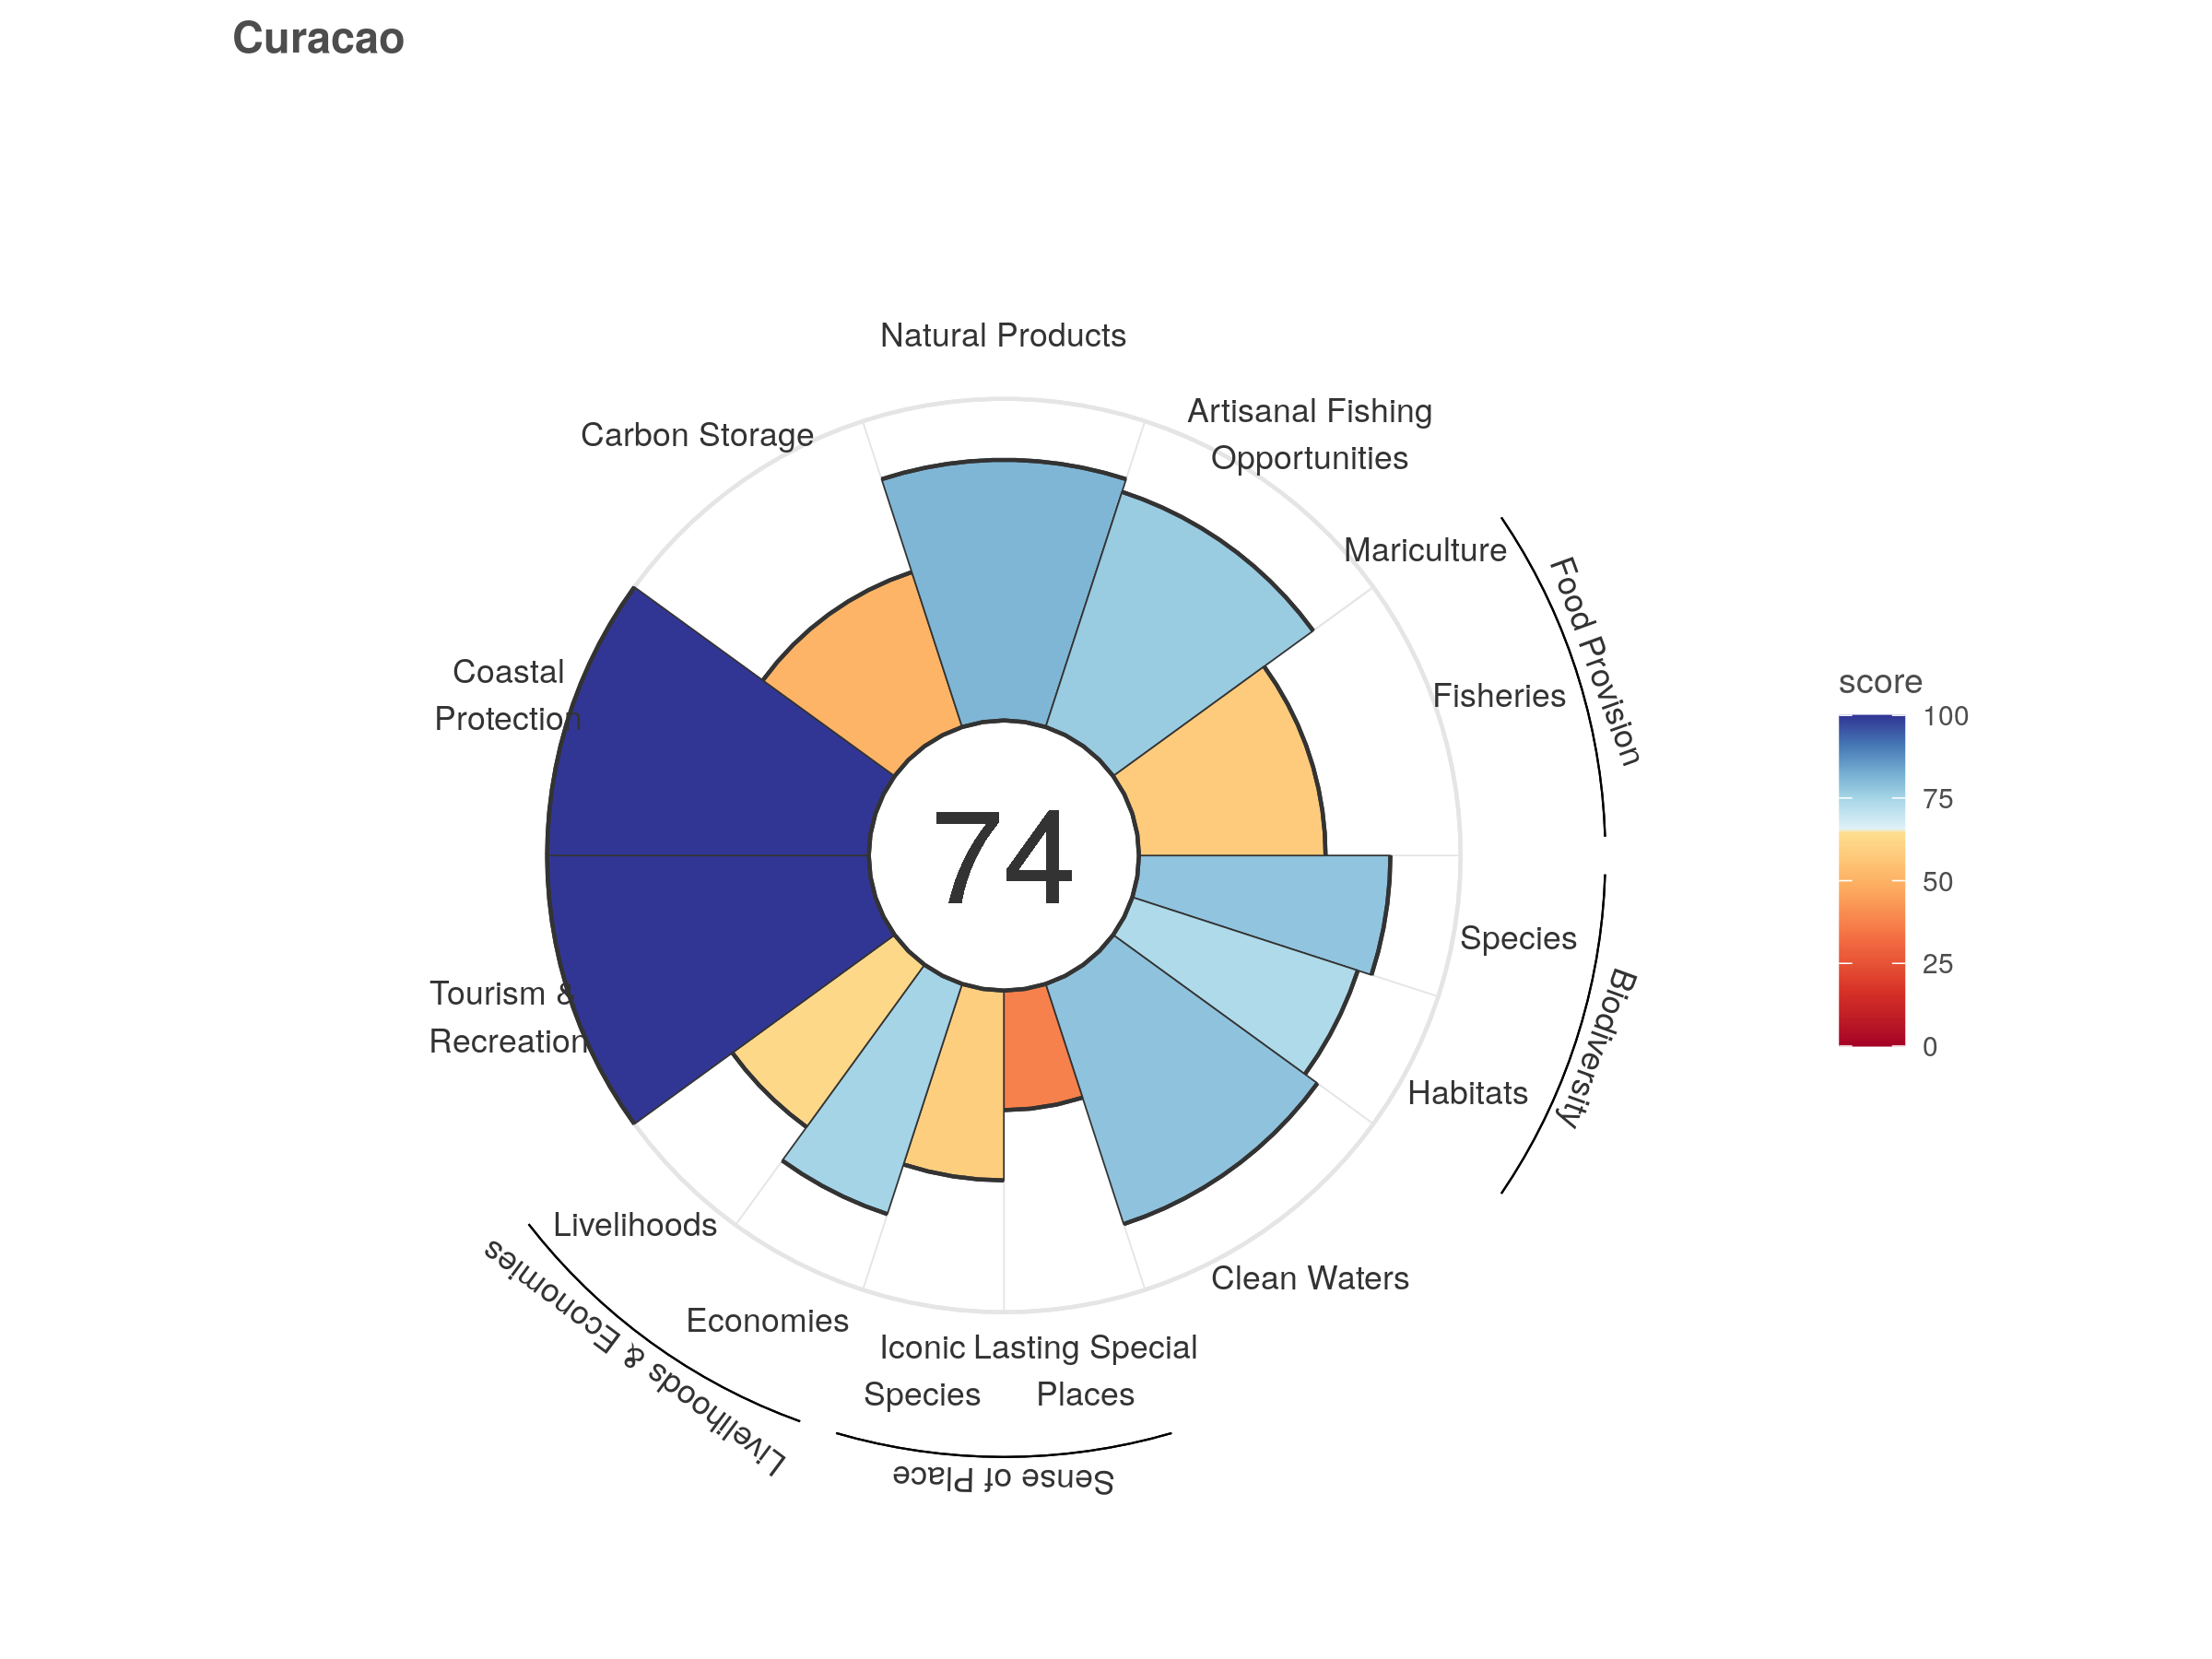 Curacao
Natural Products
Artisanal Fishing
Opportunities
Carbon Storage
Mariculture
Food Provision
Fisheries
Coastal
Protection
score
100
75
50
25
0
74
Species
Biodiversity
Tourism &
Recreation
Habitats
Livelihoods
Clean Waters
Economies
Livelihoods & Economies
Iconic
Species
Lasting Special
Places
Sense of Place